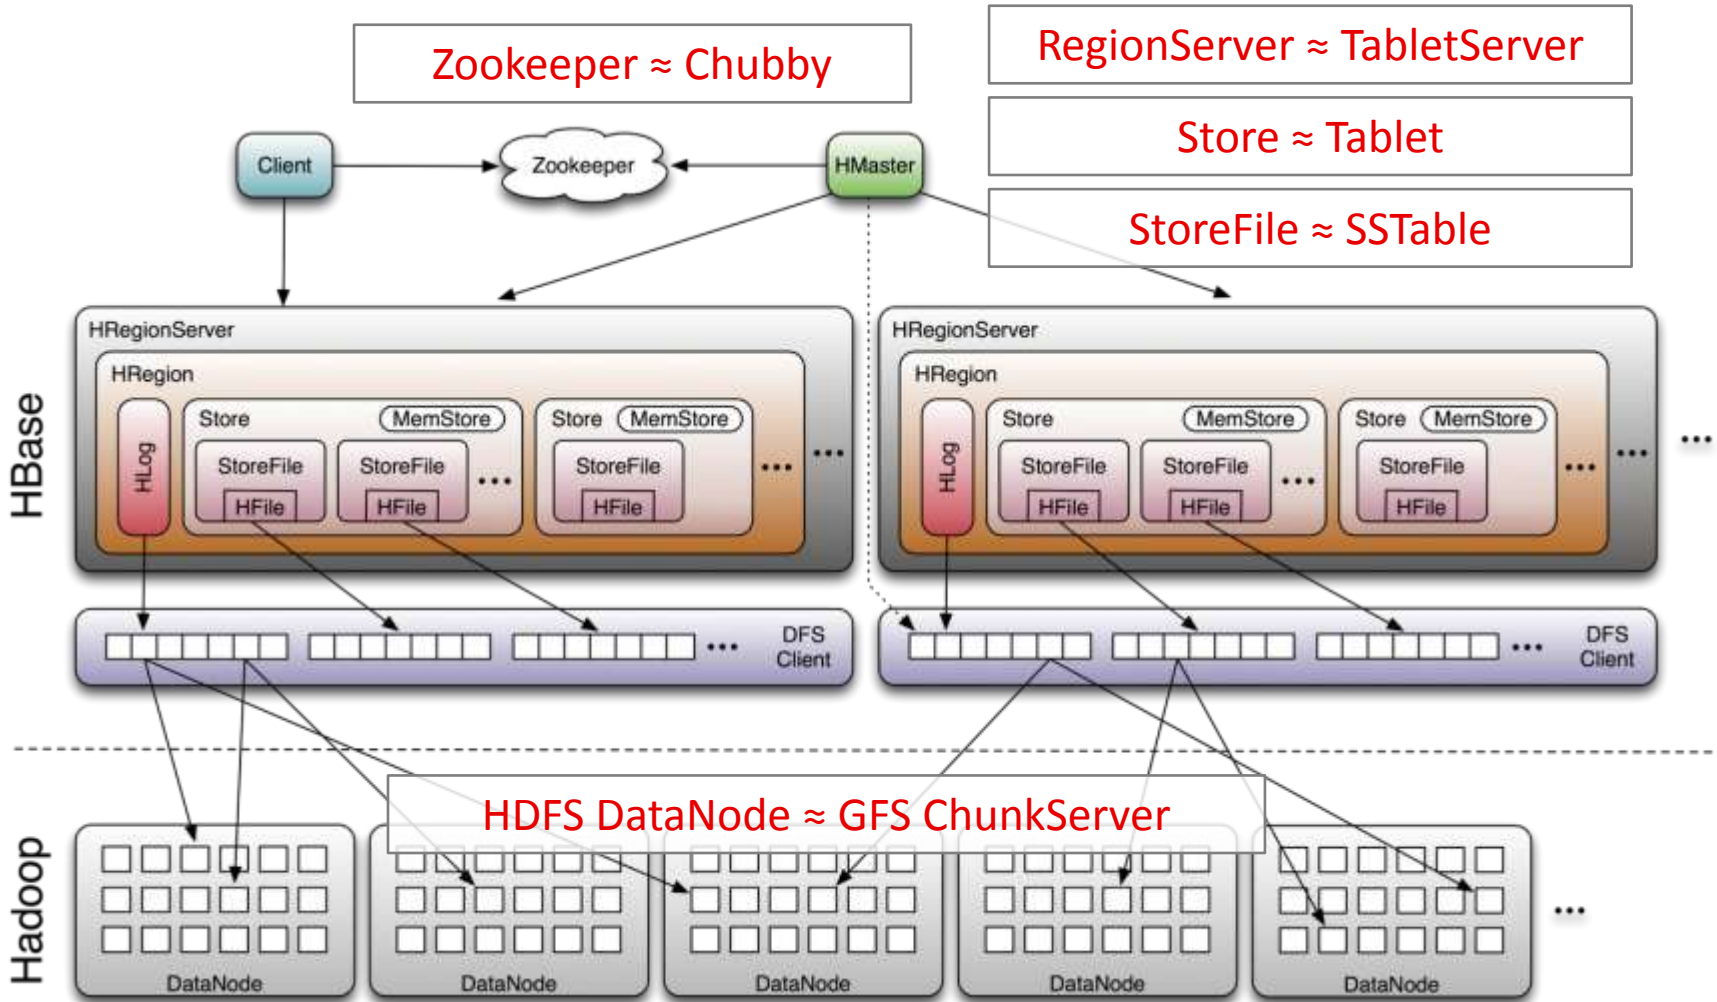 Zookeeper ≈ Chubby
RegionServer ≈ TabletServer
Store ≈ Tablet
StoreFile ≈ SSTable
Client
Zookeeper
HMaster
HBase
HRegionServer
HRegion
HLog
Store
MemStore
StoreFile
HFile
StoreFile
HFile
...
Store
MemStore
StoreFile
HFile
...
...
HRegionServer
HRegion
HLog
Store
MemStore
StoreFile
HFile
StoreFile
HFile
...
Store
MemStore
StoreFile
HFile
...
...
...
...
DFS
Client
...
DFS
Client
Hadoop
HDFS DataNode ≈ GFS ChunkServer
DataNode
DataNode
DataNode
DataNode
DataNode
...